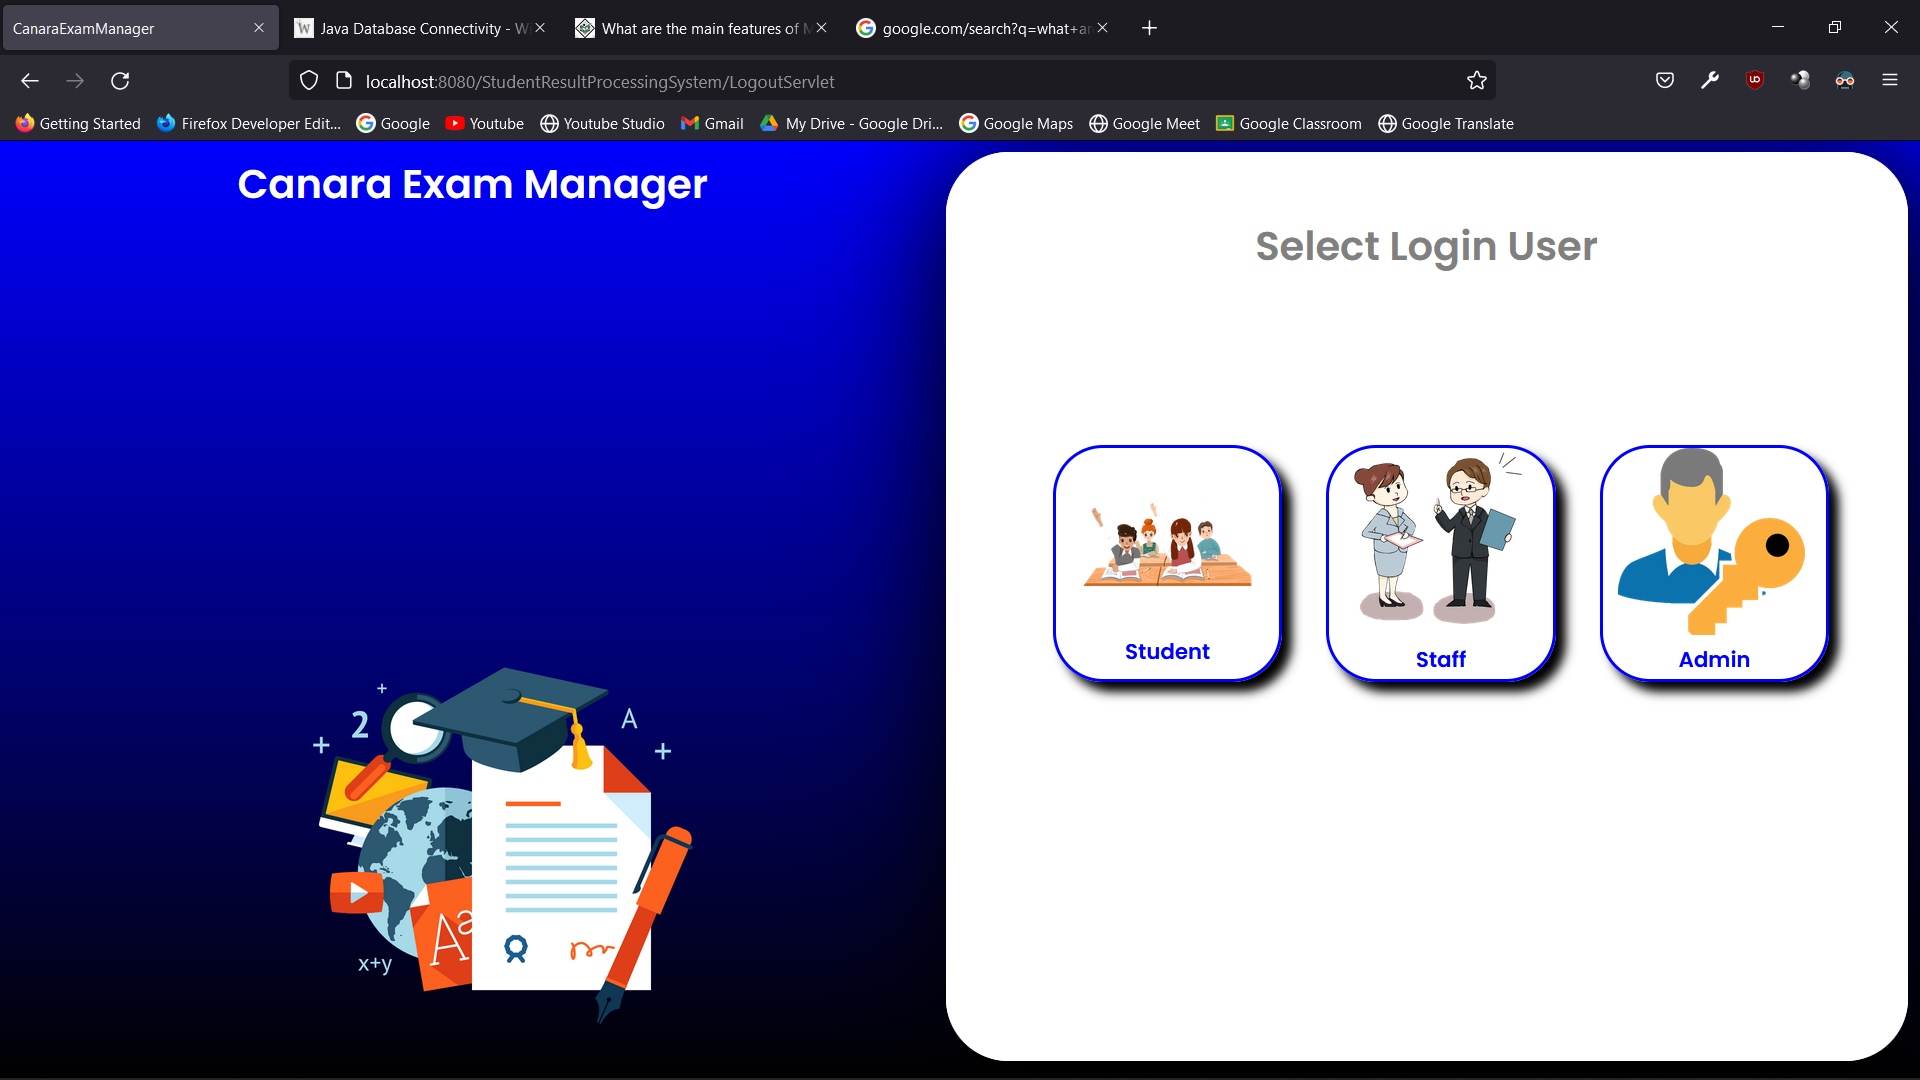 CanaraExamManager
Java Database Connectivity - W
What are the main features of M
google.com/search?q=what+ar
localhost:8080/StudentResultProcessingSystem/LogoutServlet
Getting Started
Firefox Developer Edit...
Google
Youtube
Youtube Studio
Gmail
My Drive - Google Dri...
Google Maps
Google Meet
Google Classroom
Google Translate
Canara Exam Manager
Select Login User
Student
Staff
Admin
+
2
A
+
+
Aa
x+y